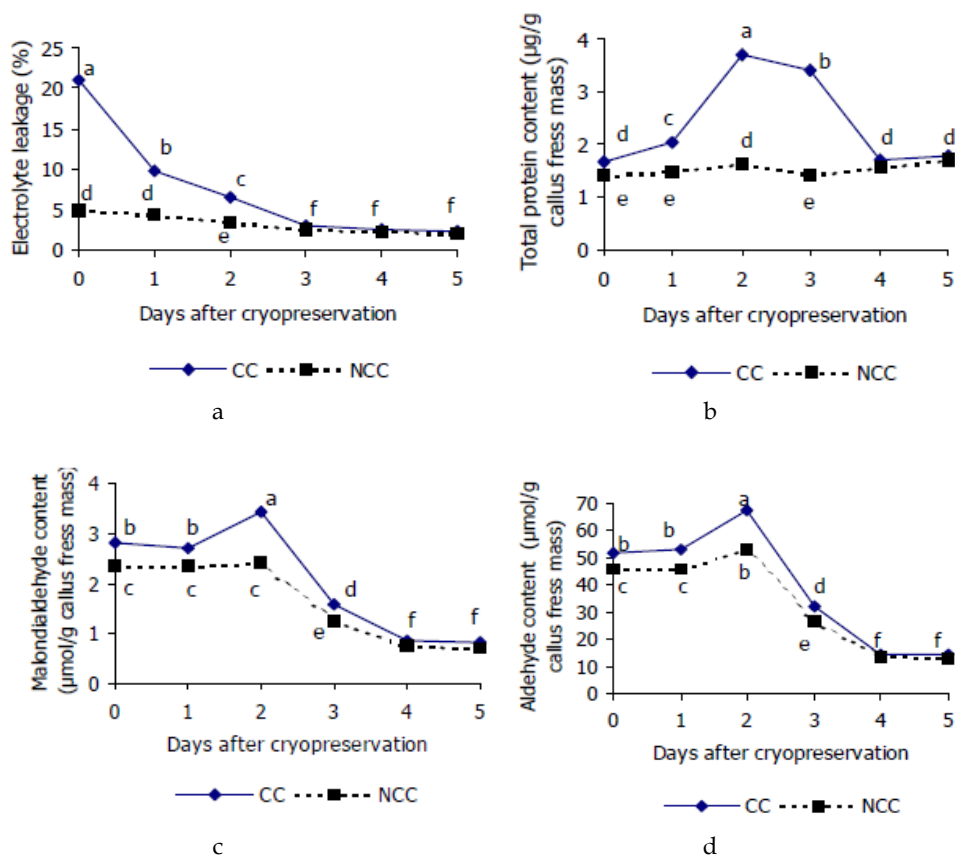 a
b
Electrolyte leakage (%)
25
20
15
10
5
0
a
b
c
d
d
e
f
f
f
0 1 2 3 4 5
Days after cryopreservation
CC NCC
a
Total protein content (µg/g
callus fress mass)
4
3
2
1
0
d
c
a
b
d
d
d
e
e
e
0 1 2 3 4 5
Days after cryopreservation
CC NCC
b
Malondialdehyde content
(µmol/g callus fress mass)
4
3
2
1
0
b
b
a
c
c
c
d
e
f
f
0 1 2 3 4 5
Days after cryopreservation
CC NCC
c
Aldehyde content (µmol/g
callus fress mass)
70
60
50
40
30
20
10
0
b
b
a
c
c
b
d
e
f
f
0 1 2 3 4 5
Days after cryopreservation
CC NCC
d